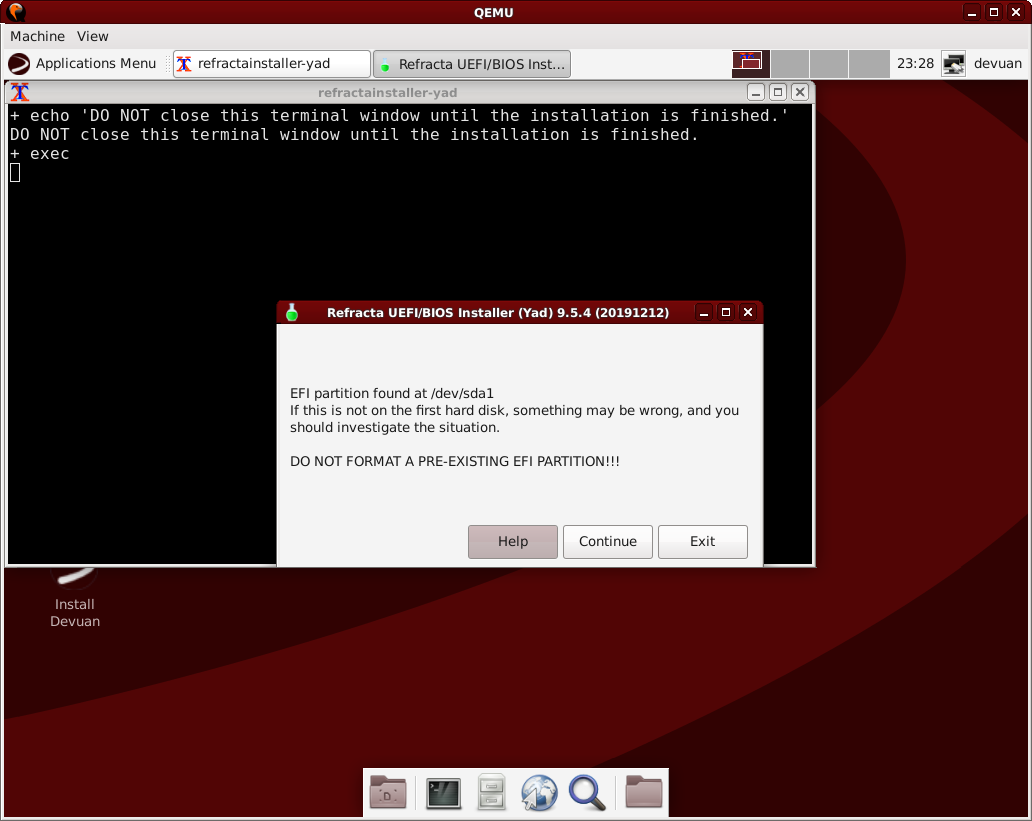 QEMU
Machine View
Applications Menu refractainstaller-yad Refracta UEFI/BIOS Inst... 23:28 devuan
refractainstaller-yad
+ echo 'DO NOT close this terminal window until the installation is finished.'
DO NOT close this terminal window until the installation is finished.
+ exec
Refracta UEFI/BIOS Installer (Yad) 9.5.4 (20191212)
EFI partition found at /dev/sda1
If this is not on the first hard disk, something may be wrong, and you
should investigate the situation.
DO NOT FORMAT A PRE-EXISTING EFI PARTITION!!!
Help Continue Exit
Install
Devuan